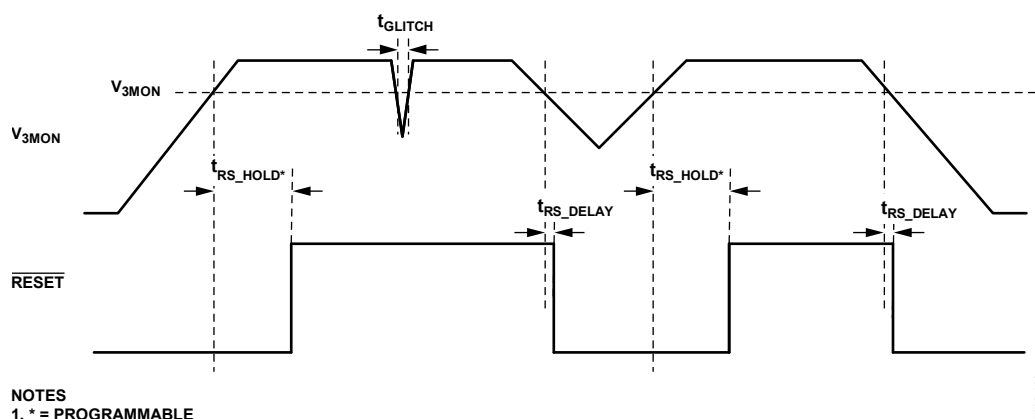 tGLITCH
V3MON
V3MON
tRS_HOLD*
tRS_HOLD*
tRS_DELAY
tRS_DELAY
RESET
NOTES
1. * = PROGRAMMABLE